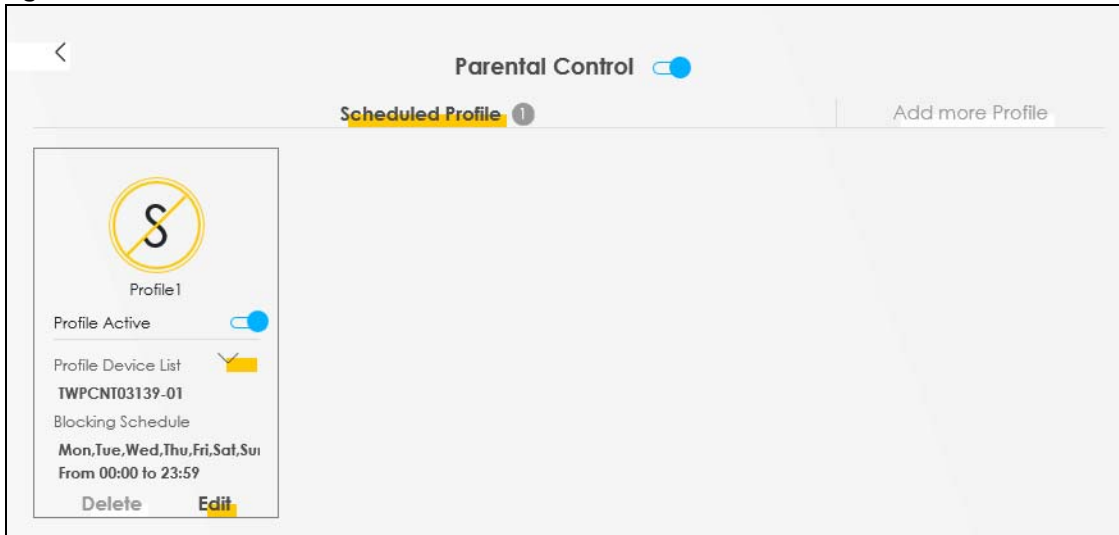 Parental Control
Scheduled Profile 1
Add more Profile
S
Profile1
Profile Active
Profile Device List
TWPCNT03139-01
Blocking Schedule
Mon,Tue,Wed,Thu,Fri,Sat,Su
From 00:00 to 23:59
Delete Edit